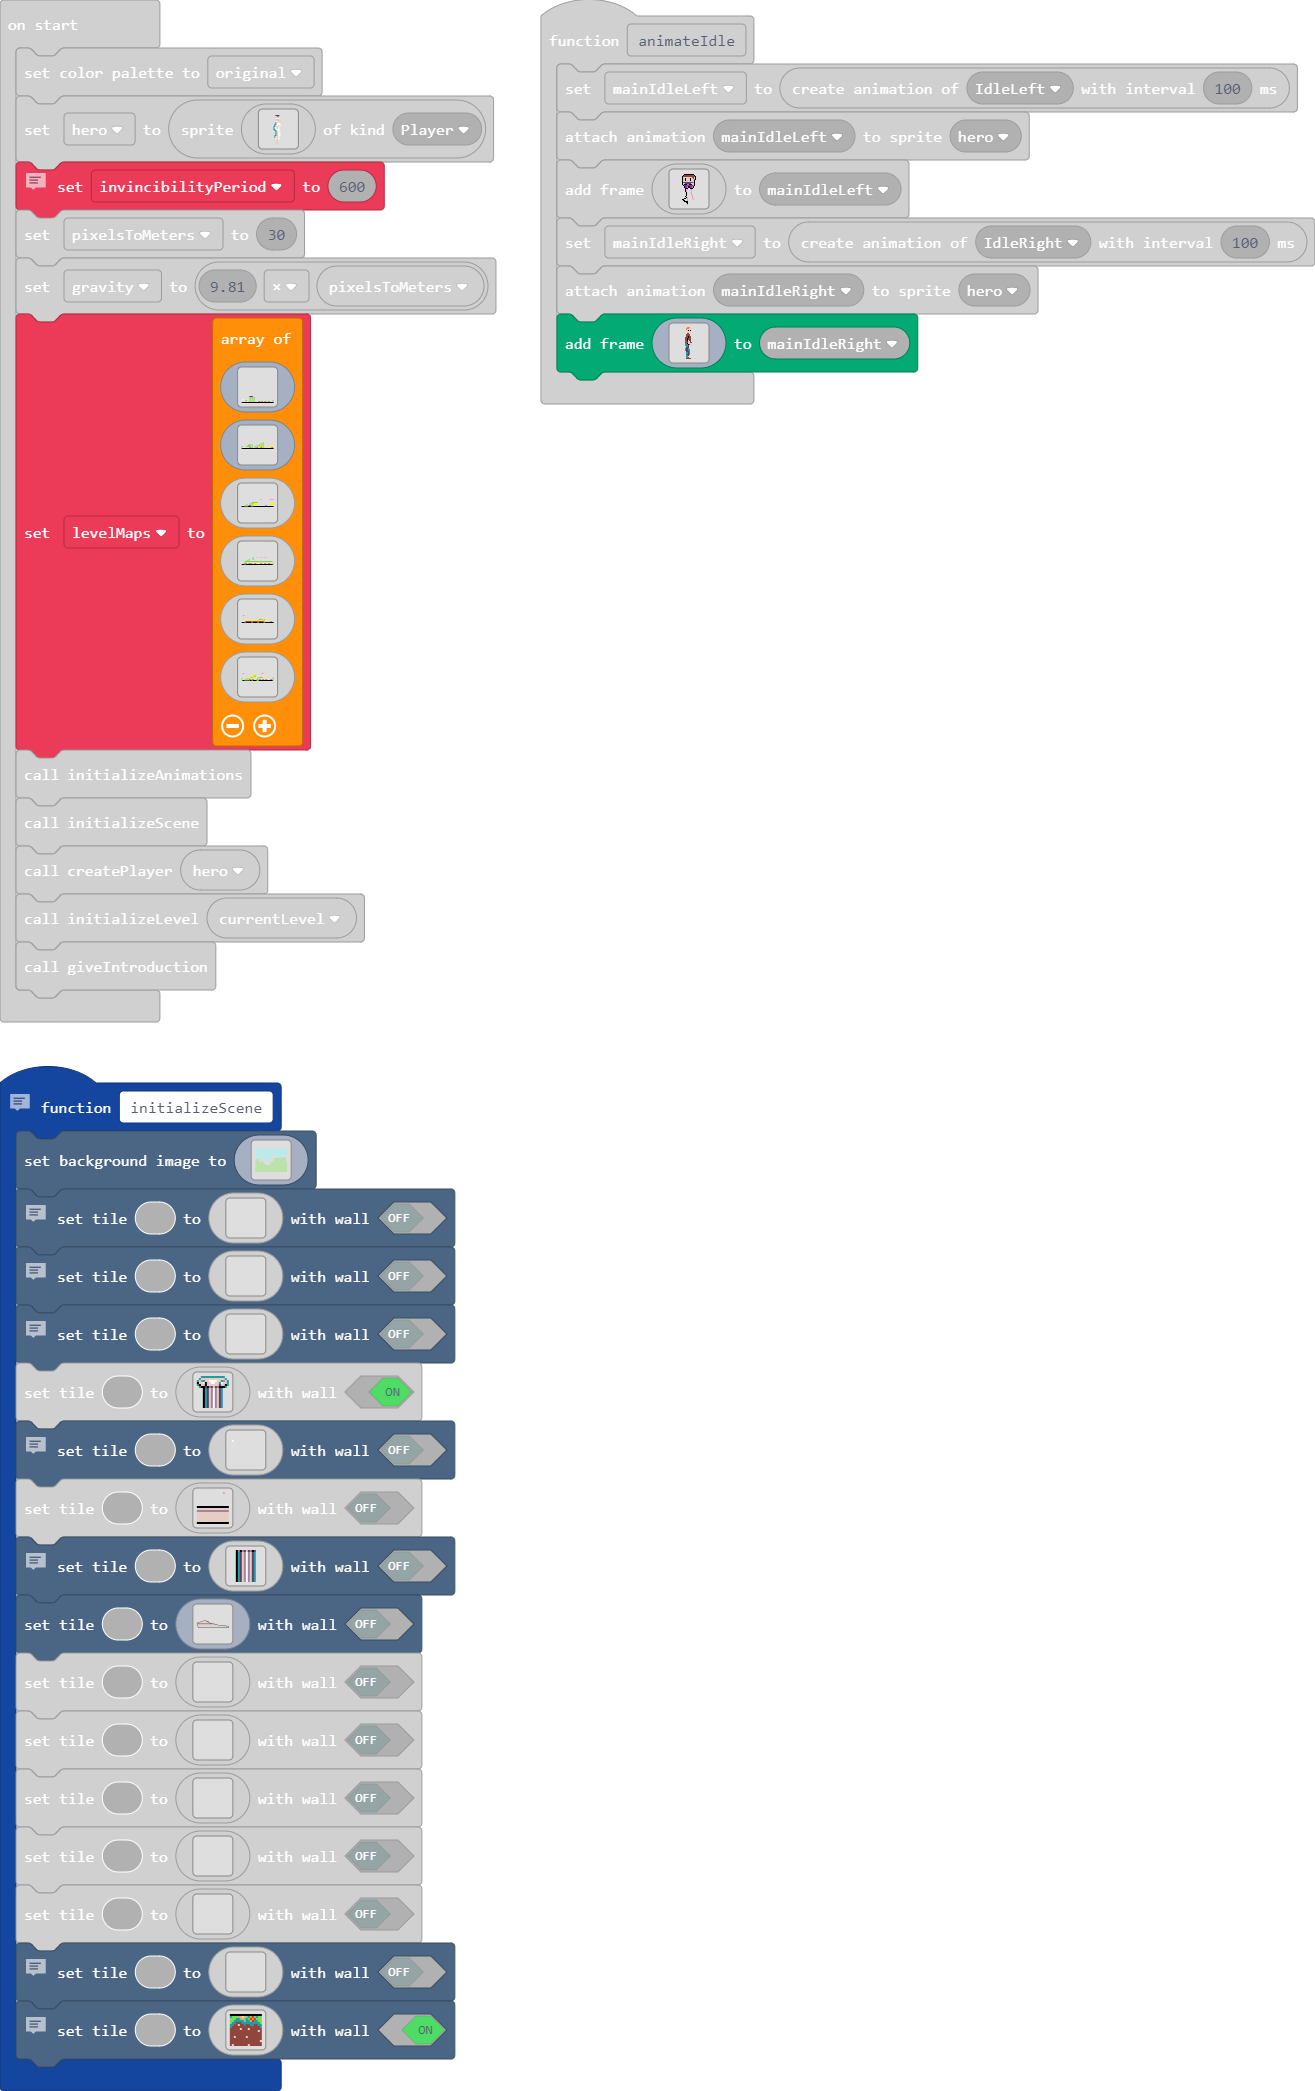 on start
set color palette to original
set hero to sprite of kind Player
set invincibilityPeriod to 600
set pixelsToMeters to 30
set gravity to 9.81 × pixelsToMeters
set levelMaps to array of
call initializeAnimations
call initializeScene
call createPlayer hero
call initializeLevel currentLevel
call giveIntroduction
function animateIdle
set mainIdleLeft to create animation of IdleLeft with interval 100 ms
attach animation mainIdleLeft to sprite hero
add frame to mainIdleLeft
set mainIdleRight to create animation of IdleRight with interval 100 ms
attach animation mainIdleRight to sprite hero
add frame to mainIdleRight
function initializeScene
set background image to
set tile to with wall OFF
set tile to with wall OFF
set tile to with wall OFF
set tile to with wall ON
set tile to with wall OFF
set tile to with wall OFF
set tile to with wall OFF
set tile to with wall OFF
set tile to with wall OFF
set tile to with wall OFF
set tile to with wall OFF
set tile to with wall OFF
set tile to with wall OFF
set tile to with wall OFF
set tile to with wall ON